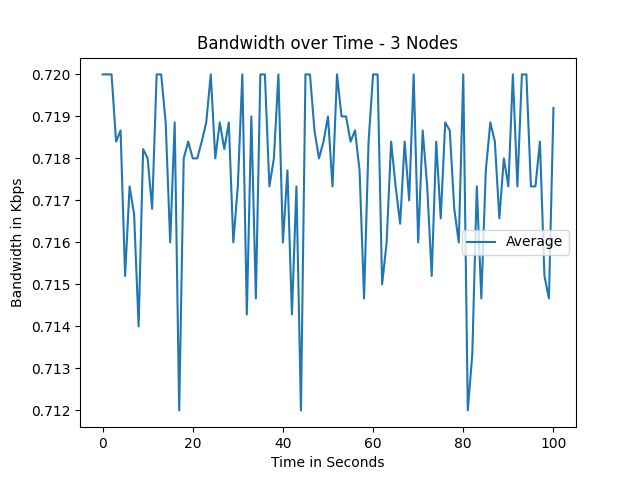 Bandwidth over Time - 3 Nodes
0.720
0.719
0.718
0.717
0.716
0.715
0.714
0.713
0.712
Bandwidth in Kbps
Average
0 20 40 60 80 100
Time in Seconds